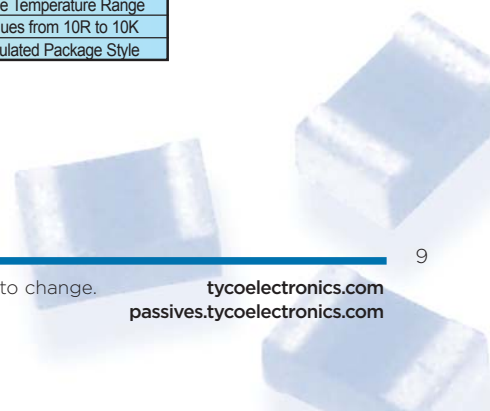 e Temperature Range
ues from 10R to 10K
ulated Package Style
9
to change.
tycoelectronics.com
passives.tycoelectronics.com